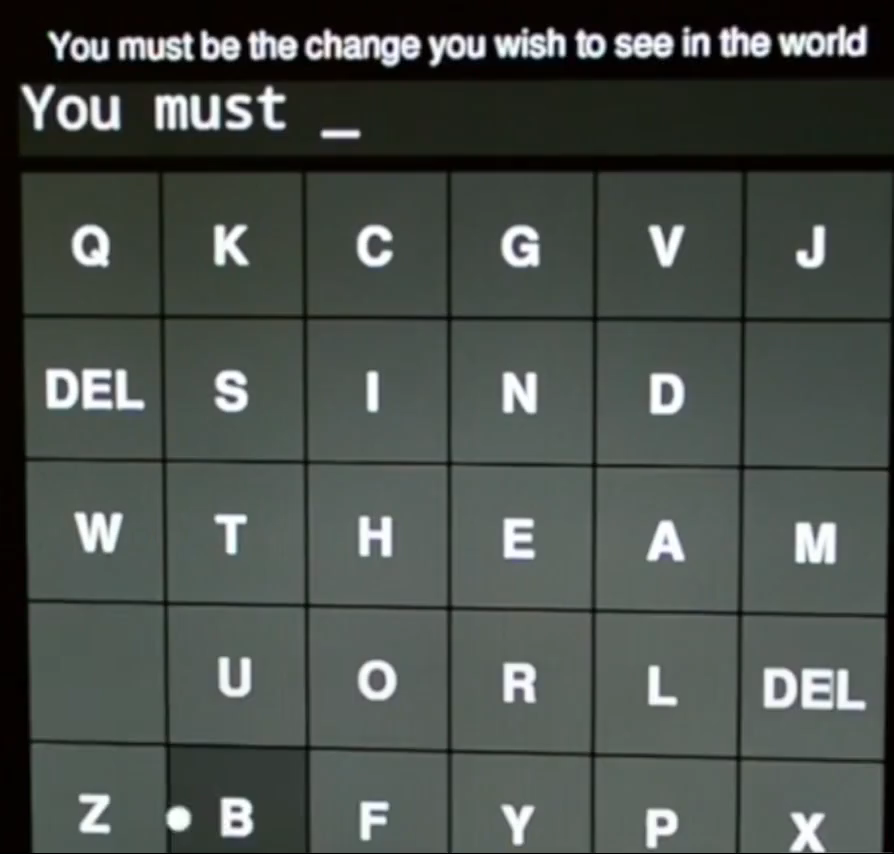 You must be the change you wish to see in the world
You must _
Q K C G V J
DEL S I N D
W T H E A M
U O R L DEL
Z B F Y P X